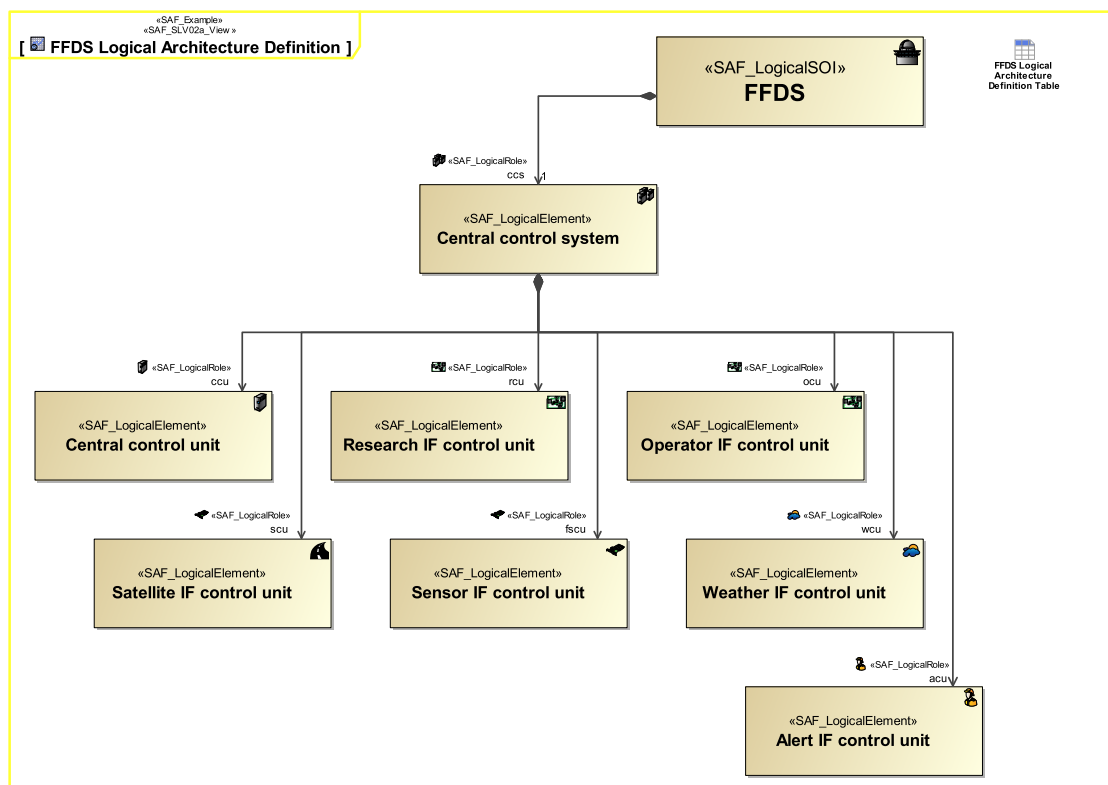 «SAF_Example»
«SAF_SLV02a_View »
[ FFDS Logical Architecture Definition ]
«SAF_LogicalSOI»
FFDS
FFDS Logical
Architecture
Definition Table
«SAF_LogicalRole»
ccs 1
«SAF_LogicalElement»
Central control system
«SAF_LogicalRole»
ccu
«SAF_LogicalElement»
Central control unit
«SAF_LogicalRole»
rcu
«SAF_LogicalElement»
Research IF control unit
«SAF_LogicalRole»
ocu
«SAF_LogicalElement»
Operator IF control unit
«SAF_LogicalRole»
scu
«SAF_LogicalElement»
Satellite IF control unit
«SAF_LogicalRole»
fscu
«SAF_LogicalElement»
Sensor IF control unit
«SAF_LogicalRole»
wcu
«SAF_LogicalElement»
Weather IF control unit
«SAF_LogicalRole»
acu
«SAF_LogicalElement»
Alert IF control unit